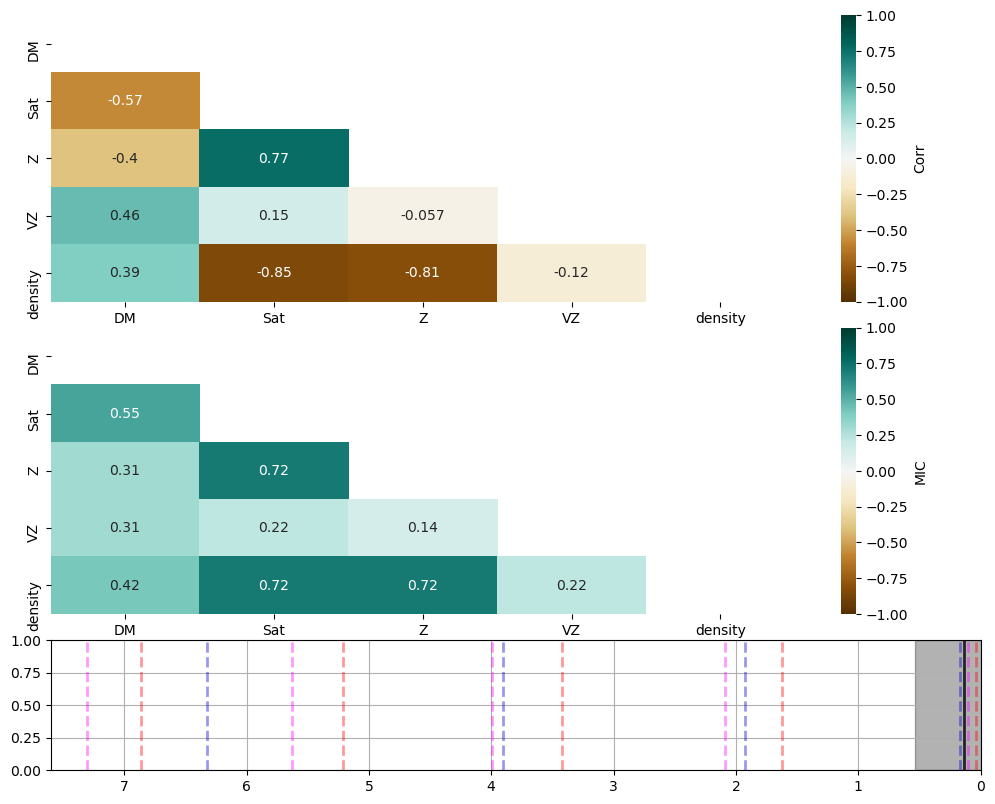 DM
Sat
Z
VZ
density
-0.57
-0.4 0.77
0.46 0.15 -0.057
0.39 -0.85 -0.81 -0.12
DM Sat Z VZ density
1.00
0.75
0.50
0.25
0.00
−0.25
−0.50
−0.75
−1.00
Corr
DM
Sat
Z
VZ
density
0.55
0.31 0.72
0.31 0.22 0.14
0.42 0.72 0.72 0.22
DM Sat Z VZ density
1.00
0.75
0.50
0.25
0.00
−0.25
−0.50
−0.75
−1.00
MIC
1.00
0.75
0.50
0.25
0.00
7 6 5 4 3 2 1 0